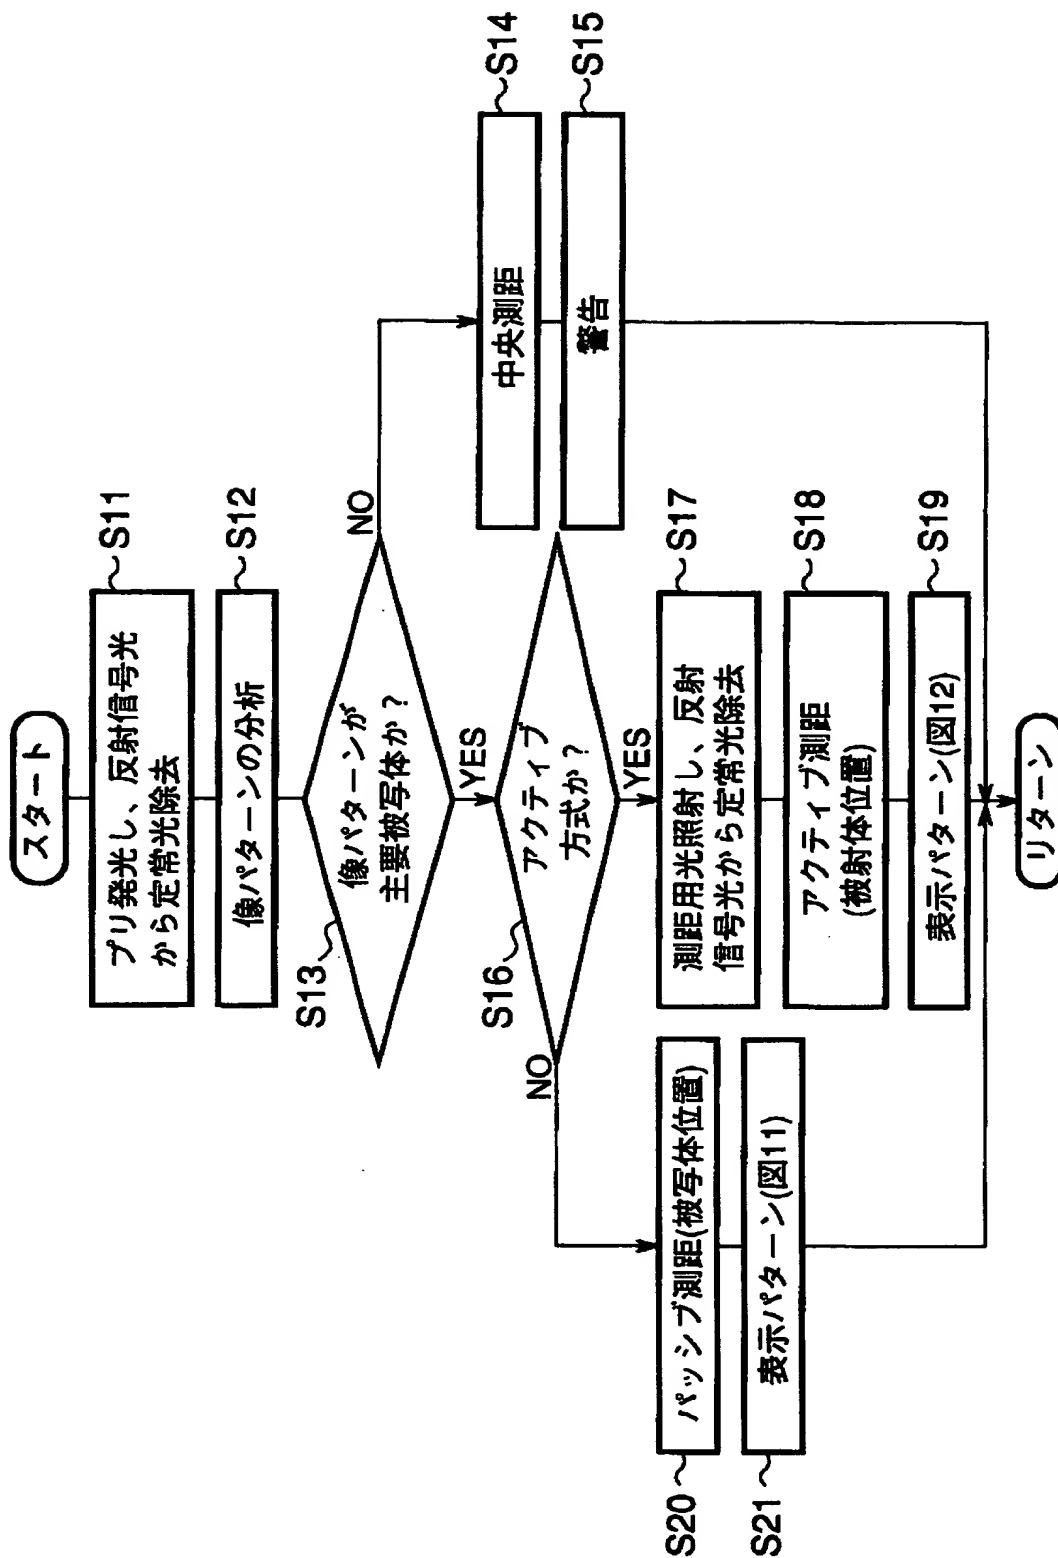 スタート
プリ発光し、反射信号光
から定常光除去
S11
像パターンの分析
S12
像パターンが
主要被写体か？
S13
NO
YES
中央測距
S14
警告
S15
アクティブ
方式か？
S16
NO
YES
測距用光照射し、反射
信号光から定常光除去
S17
アクティブ測距
(被射体位置)
S18
表示パターン(図12)
S19
パッシブ測距(被写体位置)
S20
表示パターン(図11)
S21
リターン